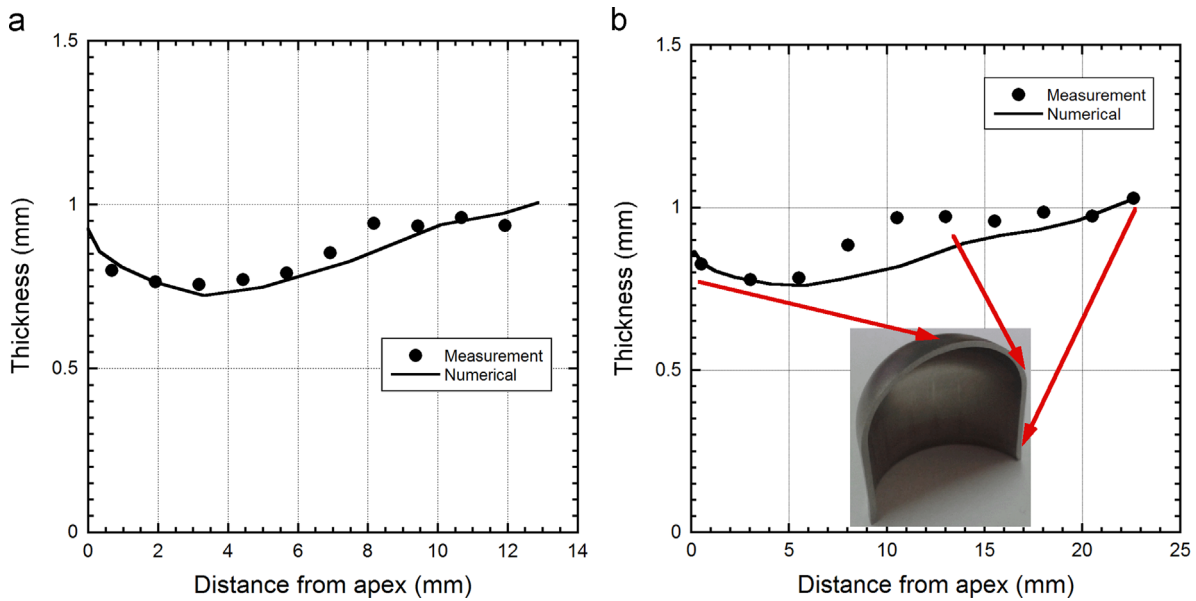 a
1.5
1
0.5
0
Thickness (mm)
Measurement
Numerical
0 2 4 6 8 10 12 14
Distance from apex (mm)
b
1.5
1
0.5
0
Thickness (mm)
Measurement
Numerical
0 5 10 15 20 25
Distance from apex (mm)